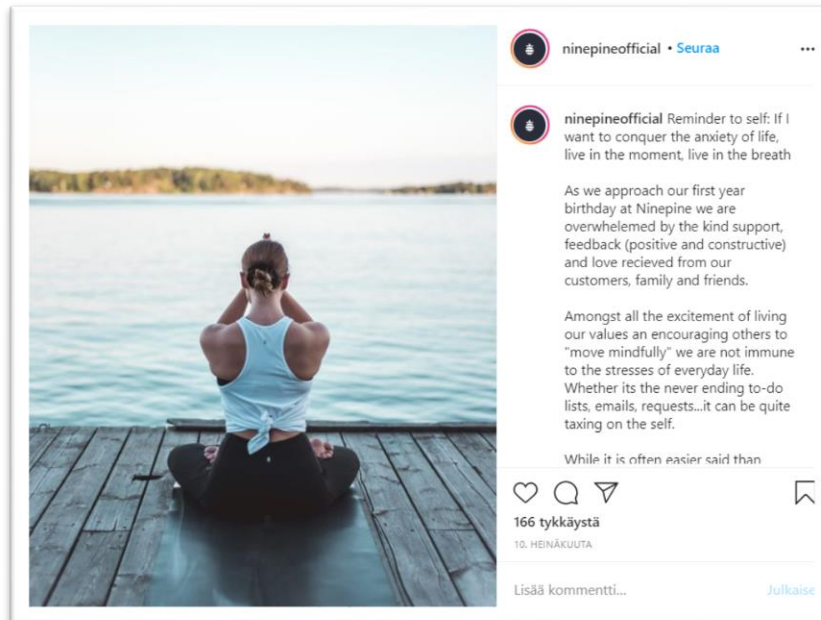 ninepineofficial • Seuraa
ninepineofficial Reminder to self: If I
want to conquer the anxiety of life,
live in the moment, live in the breath
As we approach our first year
birthday at Ninepine we are
overwhelemed by the kind support,
feedback (positive and constructive)
and love recieved from our
customers, family and friends.
Amongst all the excitement of living
our values an encouraging others to
"move mindfully" we are not immune
to the stresses of everyday life.
Whether its the never ending to-do
lists, emails, requests...it can be quite
taxing on the self.
While it is often easier said than
166 tykkäystä
10. HEINÄKUUTA
Lisää kommentti...
Julkaise